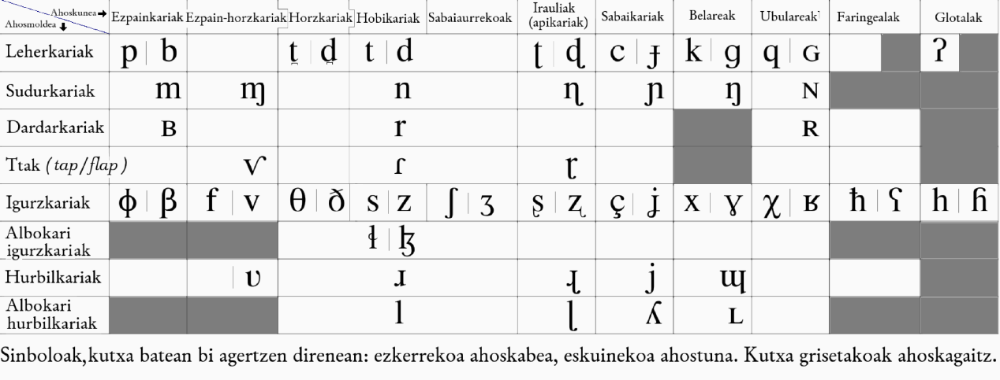 Ahoskunea
Ahosmoldea
Ezpainkariak Ezpain-horzkariak Horzkariak Hobikariak Sabaiaurrekoak Irauliak (apikariak) Sabaikariak Belareak Ubulareak Faringealak Glotalak
Leherkariak p b t̪ d̪ t d ʈ ɖ c ɟ k ɡ q ɢ ʔ
Sudurkariak m ɱ n ɳ ɲ ŋ ɴ
Dardarkariak ʙ r ʀ
Ttak (tap/flap) ⱱ ɾ ɽ
Igurzkariak ɸ β f v θ ð s z ʃ ʒ ʂ ʐ ç ʝ x ɣ χ ʁ ħ ʕ h ɦ
Albokari
igurzkariak ɬ ɮ
Hurbilkariak ʋ ɹ ɻ j ɰ
Albokari
hurbilkariak l ɭ ʎ ʟ
Sinboloak,kutxa batean bi agertzen direnean: ezkerrekoa ahoskabea, eskuinekoa ahostuna. Kutxa grisetakoak ahoskagaitz.